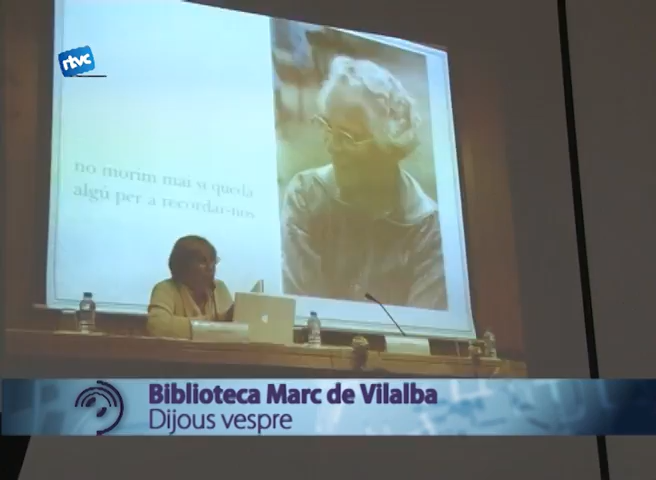 rtvc
no morim mai si queda
algú per a recordar-nos
Biblioteca Marc de Vilalba
Dijous vespre